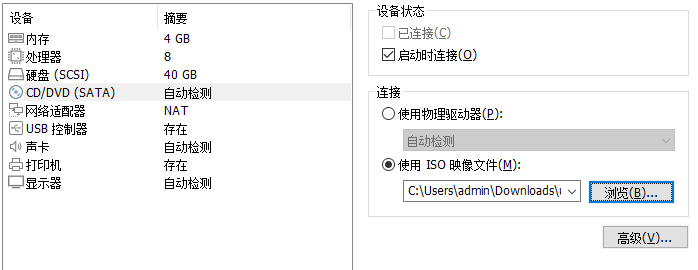 设备 摘要
内存 4 GB
处理器 8
硬盘 (SCSI) 40 GB
CD/DVD (SATA) 自动检测
网络适配器 NAT
USB 控制器 存在
声卡 自动检测
打印机 存在
显示器 自动检测
设备状态
已连接(C)
启动时连接(O)
连接
使用物理驱动器(P):
自动检测
使用 ISO 映像文件(M):
C:\Users\admin\Downloads\
浏览(B)...
高级(V)...